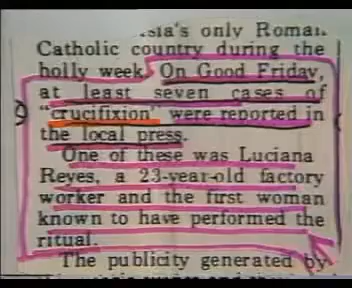 sia's only Roman
Catholic country during the
holly week. On Good Friday,
at least seven cases of
"crucifixion" were reported in
the local press.
One of these was Luciana
Reyes, a 23-year-old factory
worker and the first woman
known to have performed the
ritual.
The publicity generated by